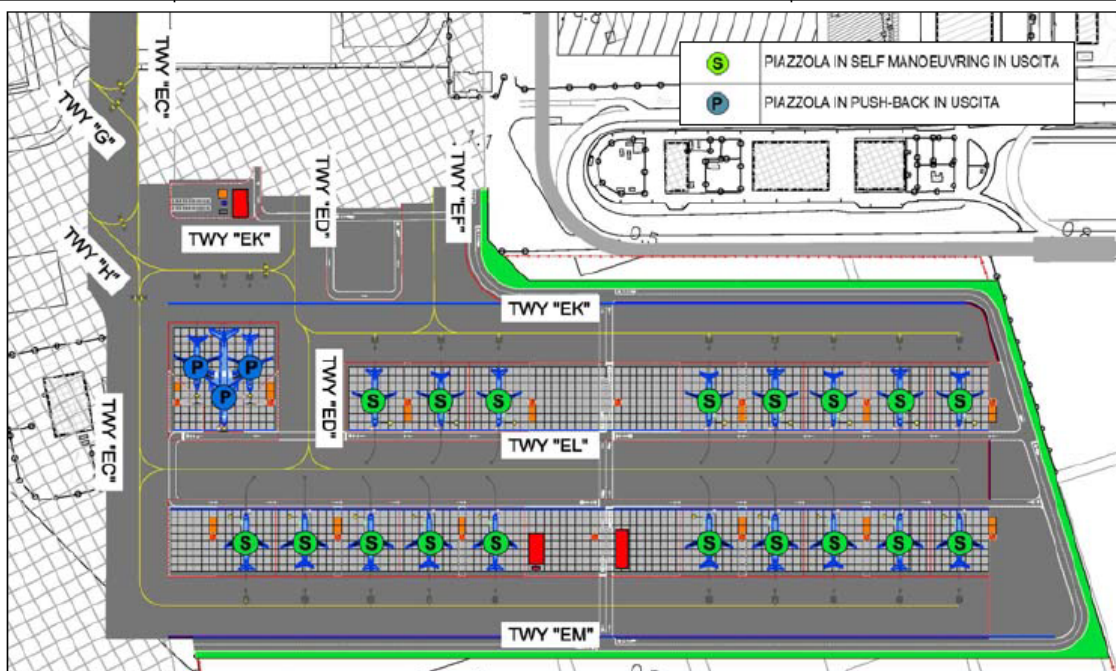 S PIAZZOLA IN SELF MANOEUVRING IN USCITA
P PIAZZOLA IN PUSH-BACK IN USCITA
TWY "EC"
TWY "G"
TWY "EK"
TWY "ED"
TWY "EF"
TWY "H"
TWY "EK"
P P
P
TWY "ED"
S S S S S S S S
TWY "EC"
TWY "EL"
S S S S S S S S S S
TWY "EM"